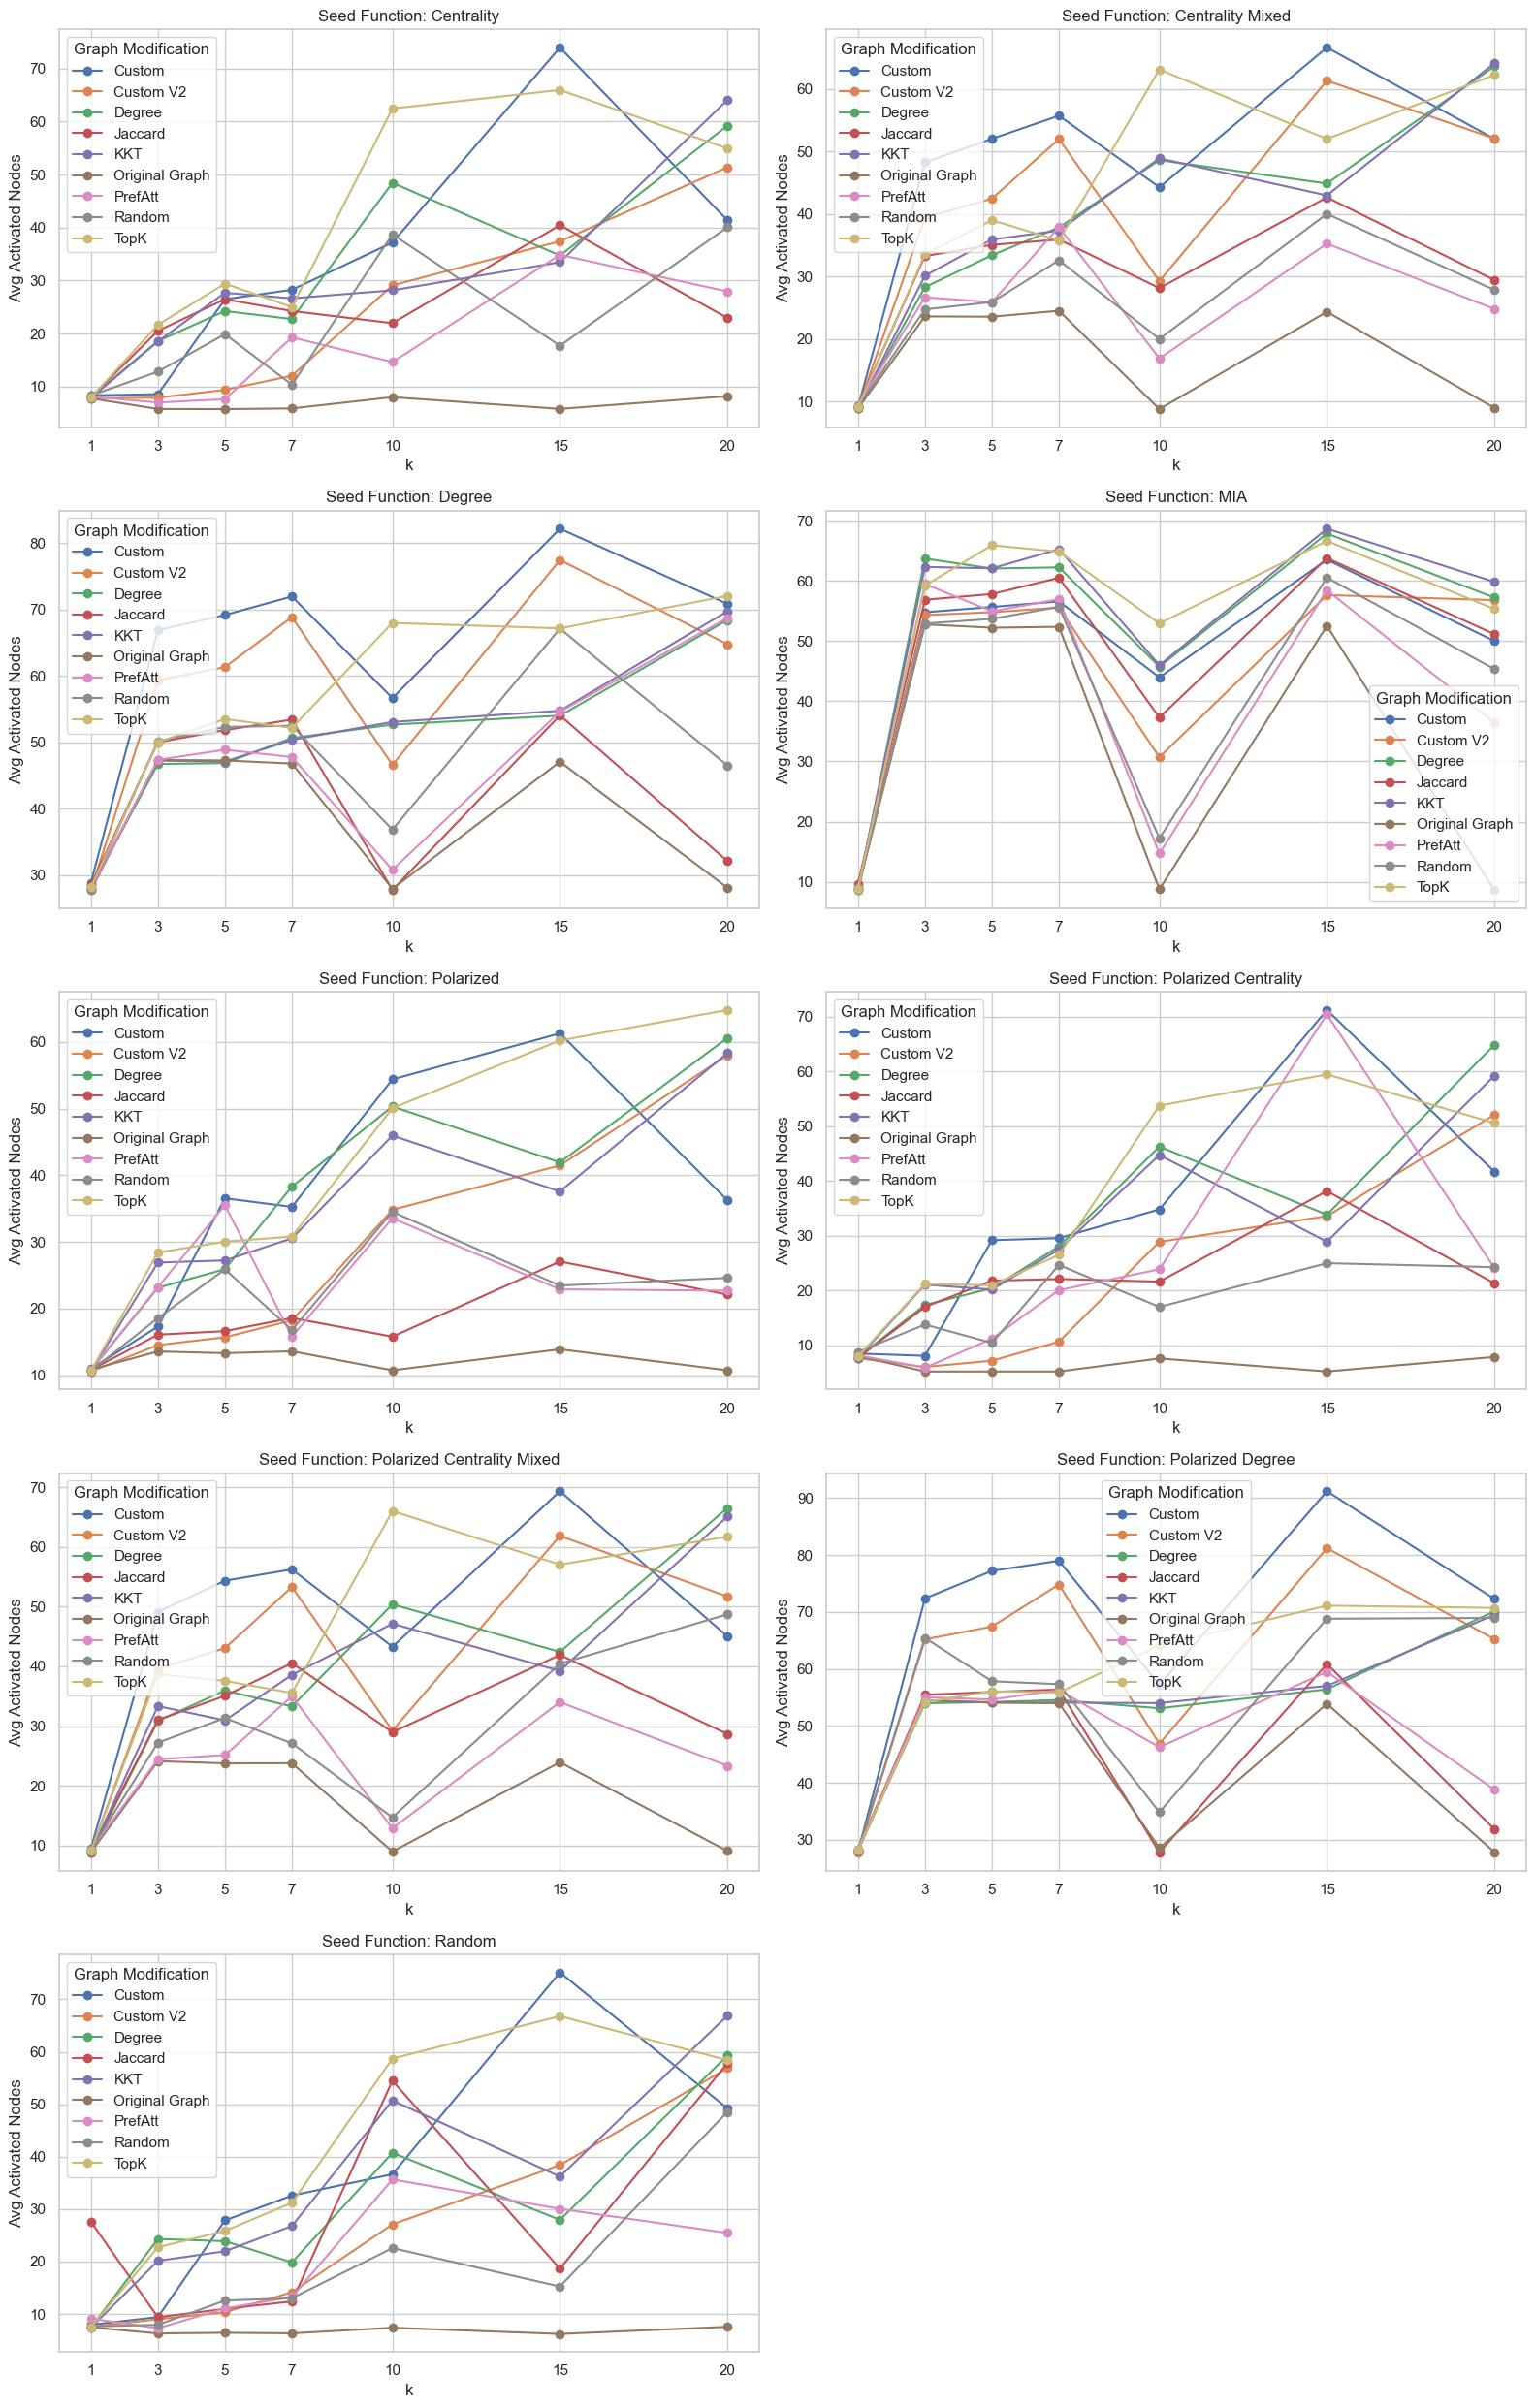 Seed Function: Centrality
Graph Modification
Custom
Custom V2
Degree
Jaccard
KKT
Original Graph
PrefAtt
Random
TopK
Avg Activated Nodes
70
60
50
40
30
20
10
1 3 5 7 10 15 20
k
Seed Function: Centrality Mixed
Graph Modification
Custom
Custom V2
Degree
Jaccard
KKT
Original Graph
PrefAtt
Random
TopK
Avg Activated Nodes
60
50
40
30
20
10
1 3 5 7 10 15 20
k
Seed Function: Degree
Graph Modification
Custom
Custom V2
Degree
Jaccard
KKT
Original Graph
PrefAtt
Random
TopK
Avg Activated Nodes
80
70
60
50
40
30
1 3 5 7 10 15 20
k
Seed Function: MIA
Graph Modification
Custom
Custom V2
Degree
Jaccard
KKT
Original Graph
PrefAtt
Random
TopK
Avg Activated Nodes
70
60
50
40
30
20
10
1 3 5 7 10 15 20
k
Seed Function: Polarized
Graph Modification
Custom
Custom V2
Degree
Jaccard
KKT
Original Graph
PrefAtt
Random
TopK
Avg Activated Nodes
60
50
40
30
20
10
1 3 5 7 10 15 20
k
Seed Function: Polarized Centrality
Graph Modification
Custom
Custom V2
Degree
Jaccard
KKT
Original Graph
PrefAtt
Random
TopK
Avg Activated Nodes
70
60
50
40
30
20
10
1 3 5 7 10 15 20
k
Seed Function: Polarized Centrality Mixed
Graph Modification
Custom
Custom V2
Degree
Jaccard
KKT
Original Graph
PrefAtt
Random
TopK
Avg Activated Nodes
70
60
50
40
30
20
10
1 3 5 7 10 15 20
k
Seed Function: Polarized Degree
Graph Modification
Custom
Custom V2
Degree
Jaccard
KKT
Original Graph
PrefAtt
Random
TopK
Avg Activated Nodes
90
80
70
60
50
40
30
1 3 5 7 10 15 20
k
Seed Function: Random
Graph Modification
Custom
Custom V2
Degree
Jaccard
KKT
Original Graph
PrefAtt
Random
TopK
Avg Activated Nodes
70
60
50
40
30
20
10
1 3 5 7 10 15 20
k